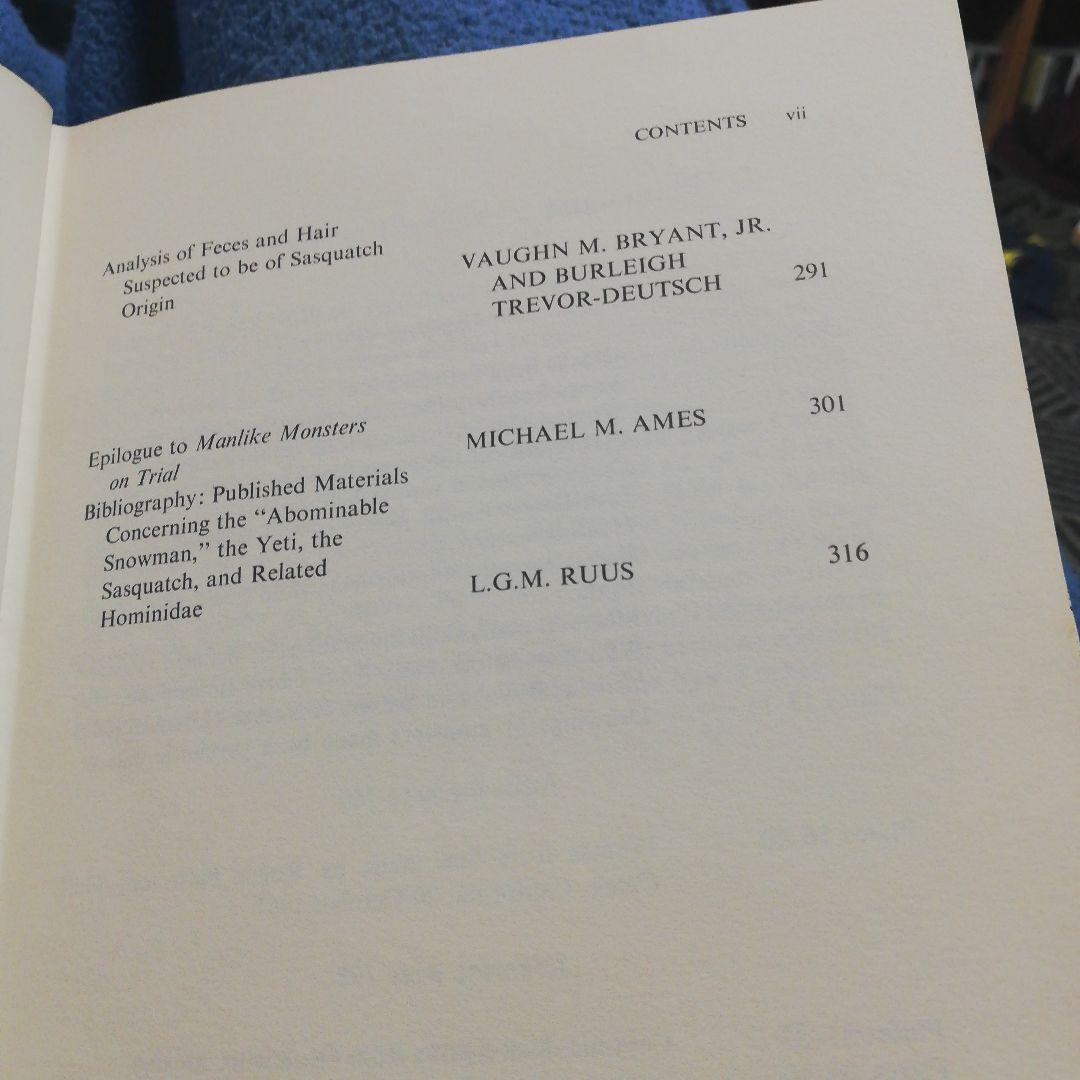 CONTENTS vii
Analysis of Feces and Hair
Suspected to be of Sasquatch
Origin
VAUGHN M. BRYANT, JR.
AND BURLEIGH
TREVOR-DEUTSCH 291
Epilogue to Manlike Monsters
on Trial
MICHAEL M. AMES 301
Bibliography: Published Materials
Concerning the “Abominable
Snowman,” the Yeti, the
Sasquatch, and Related
Hominidae
L.G.M. RUUS 316